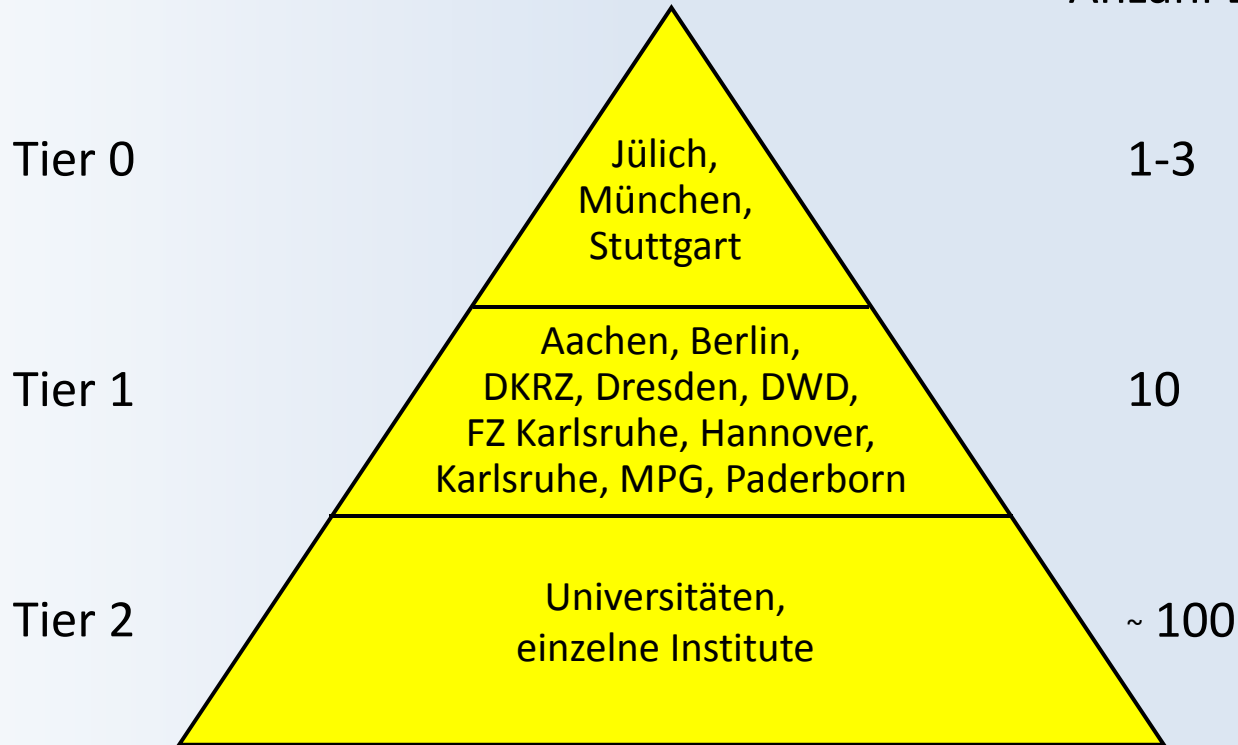 Tier 0
Jülich,
München,
Stuttgart
1-3
Tier 1
Aachen, Berlin,
DKRZ, Dresden, DWD,
FZ Karlsruhe, Hannover,
Karlsruhe, MPG, Paderborn
10
Tier 2
Universitäten,
einzelne Institute
~ 100